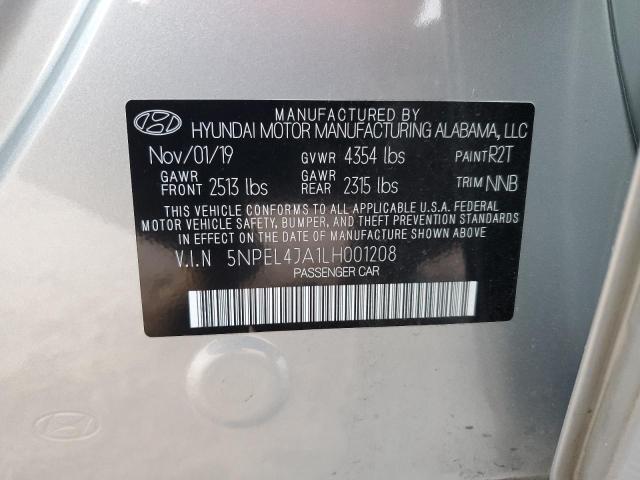 MANUFACTURED BY
HYUNDAI MOTOR MANUFACTURING ALABAMA, LLC
Nov/01/19 GVWR 4354 lbs PAINT R2T
GAWR FRONT 2513 lbs GAWR REAR 2315 lbs TRIM NNB
THIS VEHICLE CONFORMS TO ALL APPLICABLE U.S.A. FEDERAL
MOTOR VEHICLE SAFETY, BUMPER, AND THEFT PREVENTION STANDARDS
IN EFFECT ON THE DATE OF MANUFACTURE SHOWN ABOVE.
V.I.N 5NPEL4JA1LH001208
PASSENGER CAR